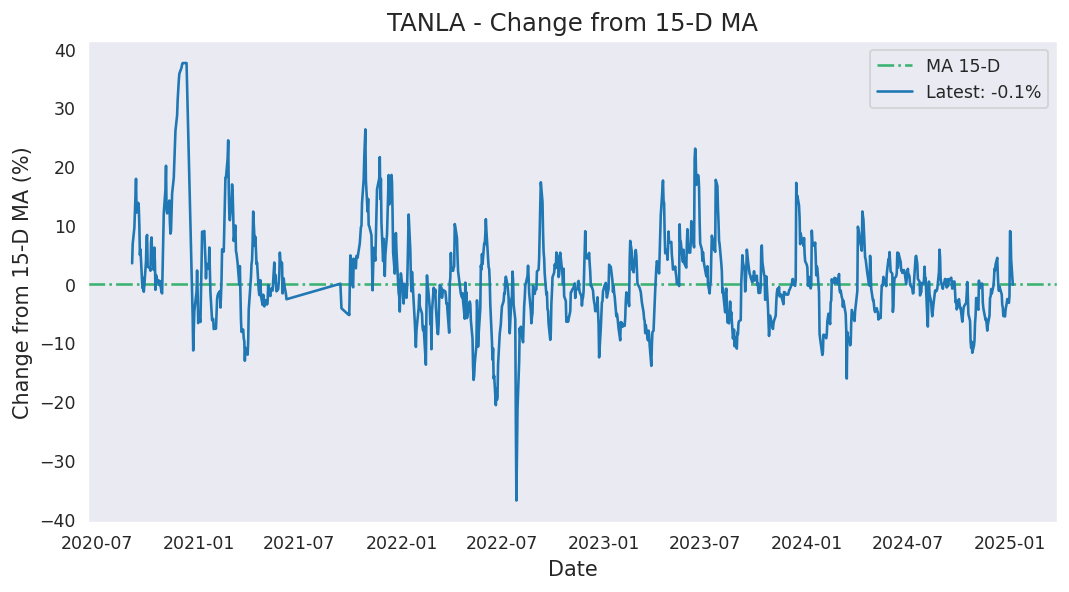 TANLA - Change from 15-D MA
MA 15-D
Latest: -0.1%
Change from 15-D MA (%)
40
30
20
10
0
−10
−20
−30
−40
2020-07 2021-01 2021-07 2022-01 2022-07 2023-01 2023-07 2024-01 2024-07 2025-01
Date